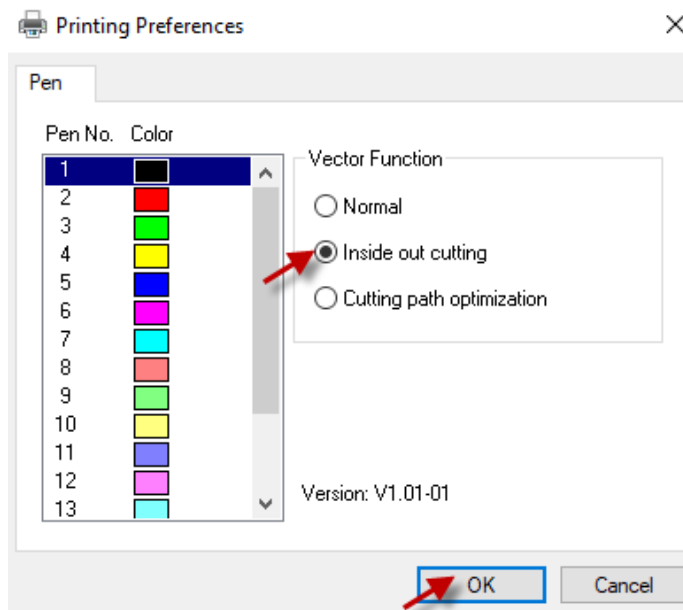 Printing Preferences
Pen
Pen No. Color
Vector Function
1
2
3
4
5
6
7
8
9
10
11
12
13
Normal
Inside out cutting
Cutting path optimization
Version: V1.01-01
OK Cancel